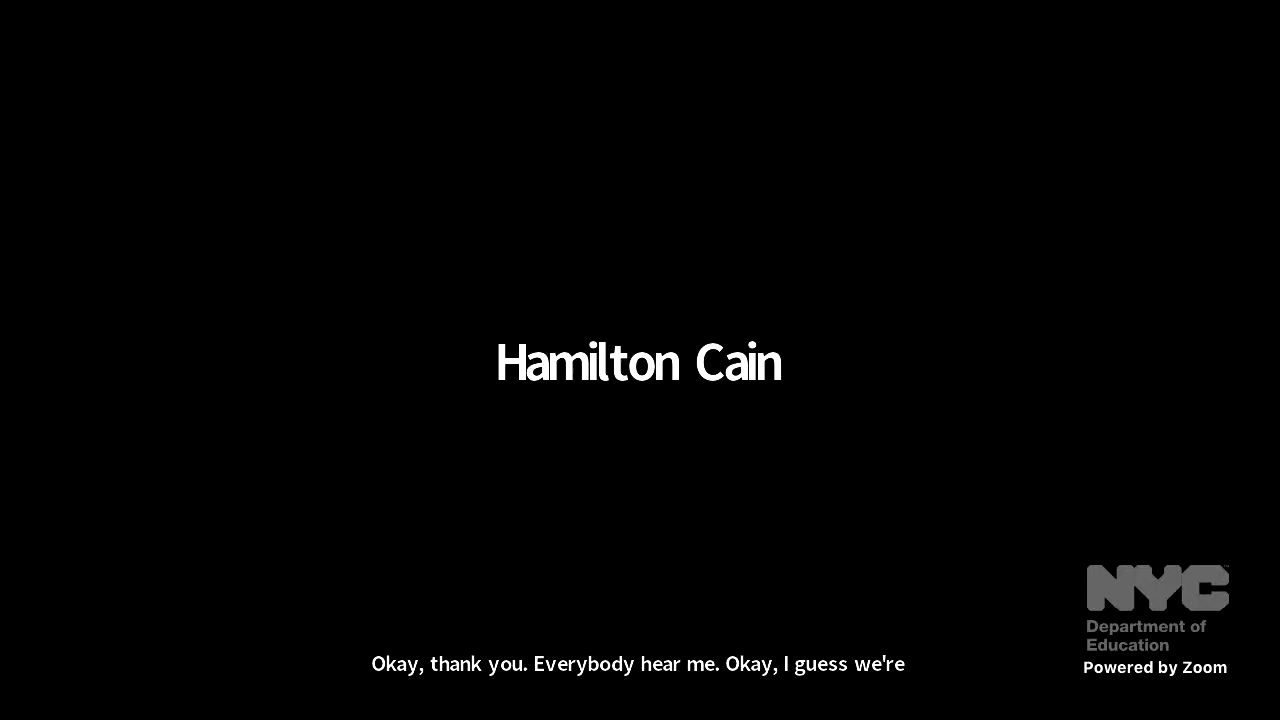 Hamilton Cain
NYC
Department of
Education
Okay, thank you. Everybody hear me. Okay, I guess we're
Powered by Zoom